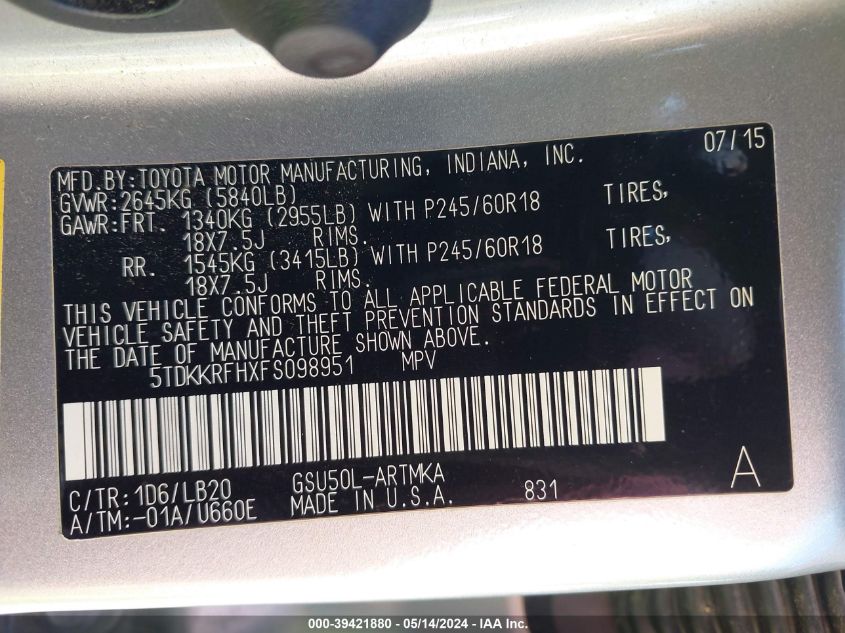 07/15
MFD.BY:TOYOTA MOTOR MANUFACTURING, INDIANA, INC.
GVWR:2645KG (5840LB)
GAWR:FRT. 1340KG (2955LB) WITH P245/60R18 TIRES,
18X7.5J RIMS.
RR. 1545KG (3415LB) WITH P245/60R18 TIRES,
18X7.5J RIMS.
THIS VEHICLE CONFORMS TO ALL APPLICABLE FEDERAL MOTOR
VEHICLE SAFETY AND THEFT PREVENTION STANDARDS IN EFFECT ON
THE DATE OF MANUFACTURE SHOWN ABOVE.
5TDKKRFHXFS098951 MPV
C/TR:1D6/LB20 GSU50L-ARTMKA
A/TM:-01A/U660E MADE IN U.S.A. 831 A
000-39421880 - 05/14/2024 - IAA Inc.